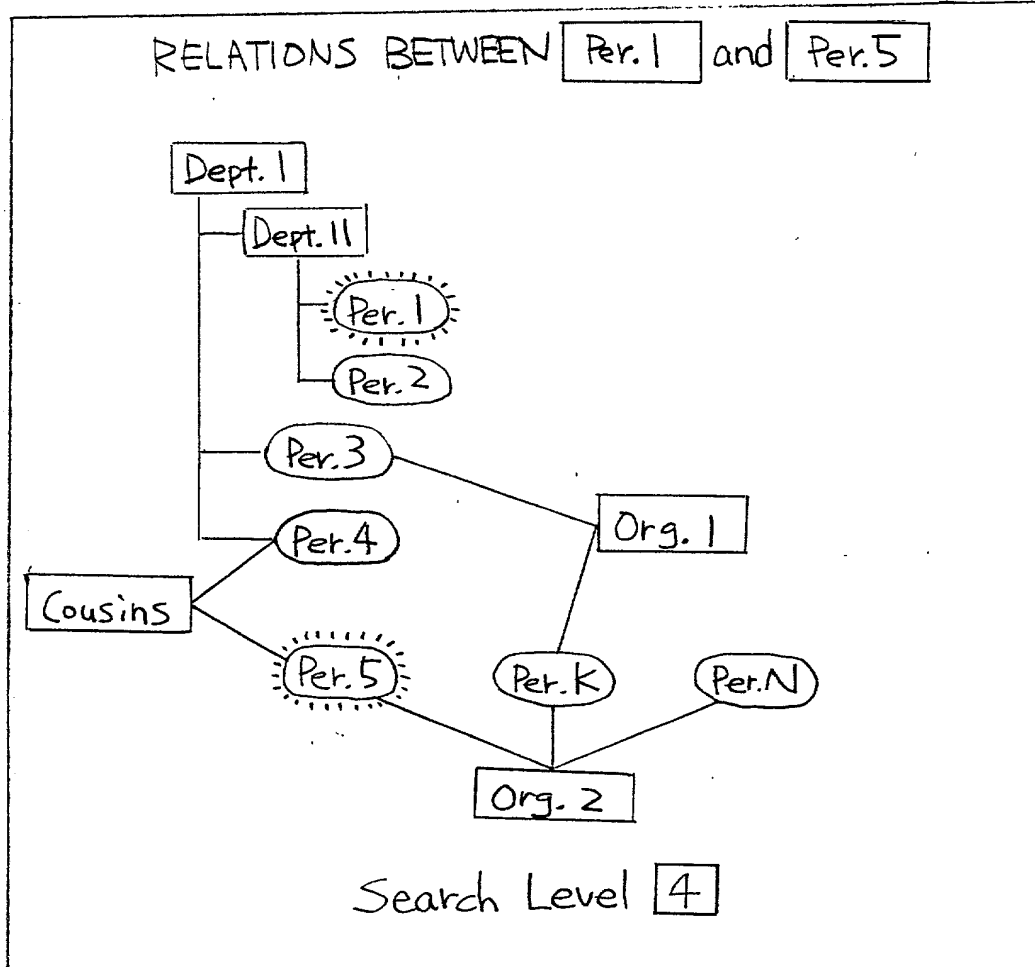 RELATIONS BETWEEN Per. 1 and Per. 5
Dept. 1
Dept. 11
Per. 1
Per. 2
Per. 3
Org. 1
Per. 4
Cousins
Per. 5
Per. K
Per. N
Org. 2
Search Level 4